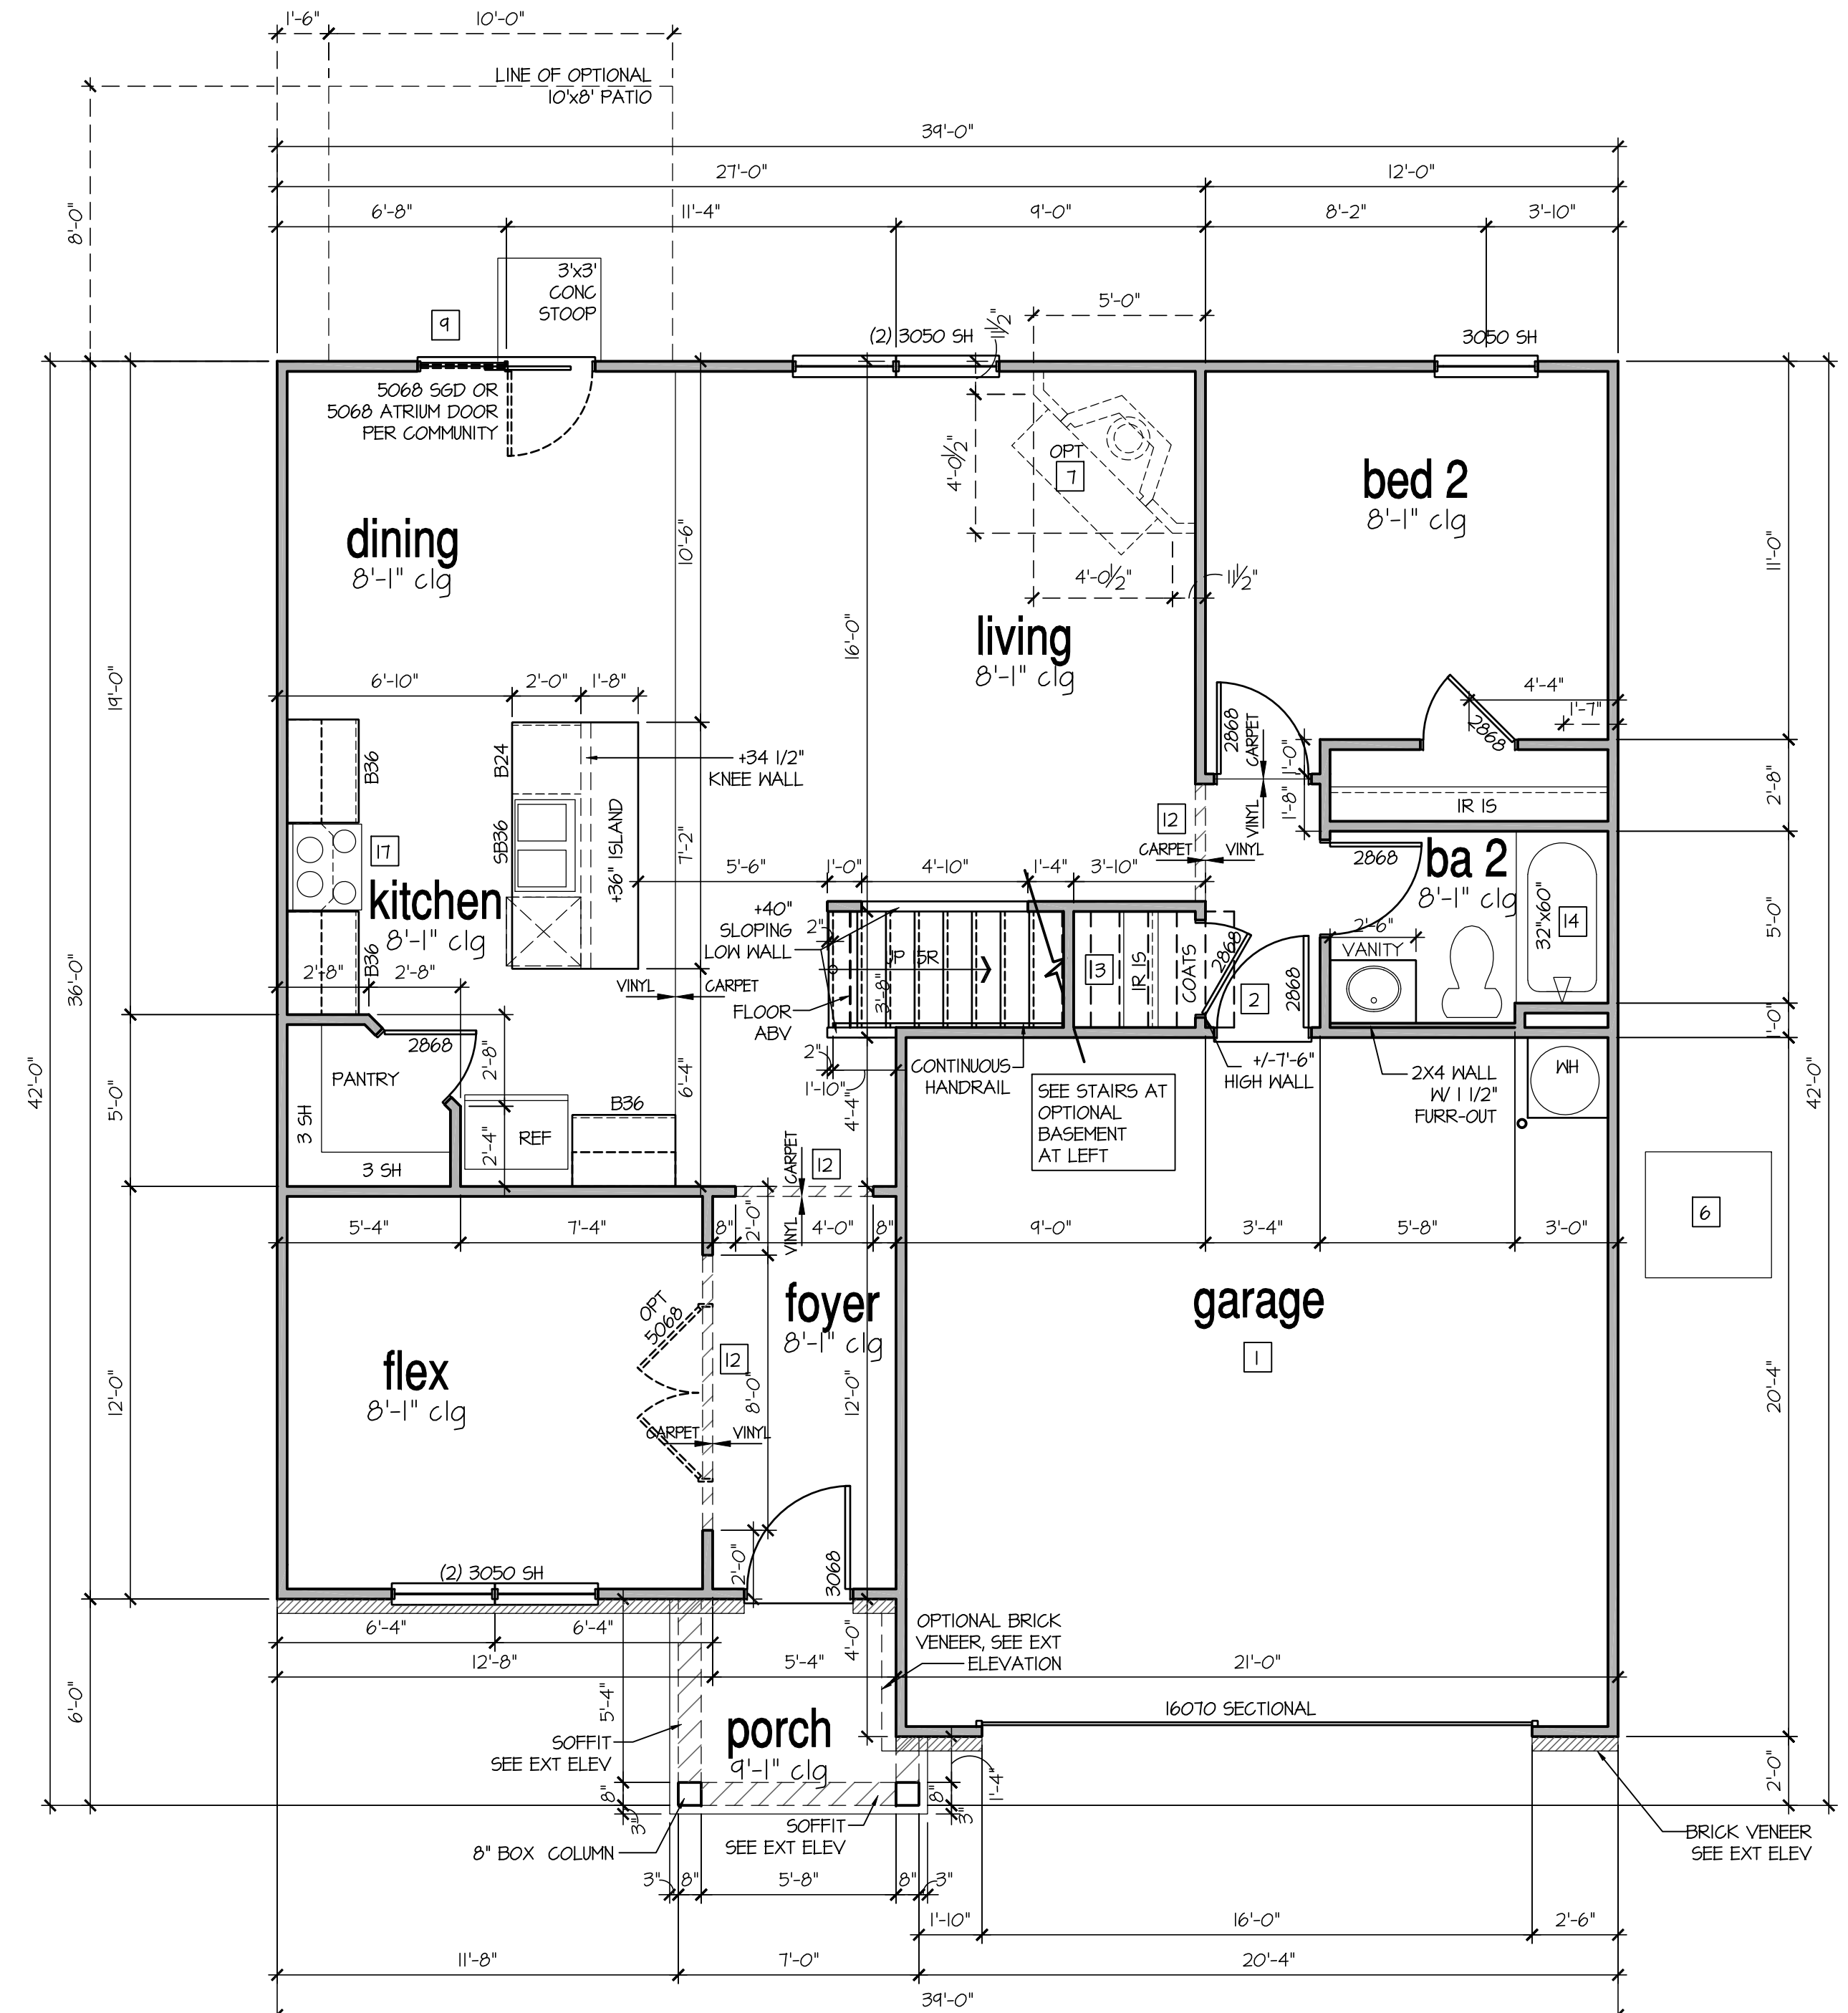 1'-6"
10'-0"
LINE OF OPTIONAL
10'x8' PATIO
8'-0"
39'-0"
27'-0"
12'-0"
6'-8"
11'-4"
9'-0"
8'-2"
3'-10"
3'x3'
CONC
STOOP
9
5'-0"
(2) 3050 SH
11/2"
3050 SH
5068 SGD OR
5068 ATRIUM DOOR
PER COMMUNITY
OPT
7
4'-01/2"
bed 2
8'-1" clg
dining
8'-1" clg
10'-6"
11'-0"
4'-01/2"
11/2"
living
8'-1" clg
16'-0"
19'-0"
6'-10"
2'-0"
1'-8"
4'-4"
1'-7"
2868
2868
CARPET
VINYL
1'-0"
1'-8"
2'-8"
IR IS
B36
B24
+34 1/2"
KNEE WALL
SB36
+36" ISLAND
7'-2"
17
12
CARPET
VINYL
kitchen
8'-1" clg
5'-6"
1'-0"
4'-10"
1'-4"
3'-10"
2868
ba 2
8'-1" clg
32"x60"
14
5'-0"
+40"
SLOPING
LOW WALL
2"
UP 15R
3'-8"
13
IR IS
COATS
2868
2868
2
2'-6"
VANITY
B36
2'-8"
2'-8"
VINYL
CARPET
FLOOR
ABV
36'-0"
42'-0"
42'-0"
1'-0"
2868
2'-8"
PANTRY
3 SH
3 SH
5'-0"
2'-4"
REF
B36
6'-4"
2"
1'-10"
4'-4"
CONTINUOUS
HANDRAIL
SEE STAIRS AT
OPTIONAL
BASEMENT
AT LEFT
+/-7'-6"
HIGH WALL
2X4 WALL
W/ 1 1/2"
FURR-OUT
WH
CARPET
12
VINYL
6
5'-4"
7'-4"
8"
2'-0"
4'-0"
8"
9'-0"
3'-4"
5'-8"
3'-0"
foyer
8'-1" clg
garage
1
OPT
5068
12
flex
8'-1" clg
CARPET
VINYL
8'-0"
12'-0"
12'-0"
20'-4"
(2) 3050 SH
2'-0"
3068
6'-4"
6'-4"
4'-0"
OPTIONAL BRICK
VENEER, SEE EXT
ELEVATION
12'-8"
5'-4"
21'-0"
6'-0"
5'-4"
16070 SECTIONAL
porch
9'-1" clg
SOFFIT
SEE EXT ELEV
8"
3"
8"
3"
1'-4"
2'-0"
8" BOX COLUMN
SOFFIT
SEE EXT ELEV
BRICK VENEER
SEE EXT ELEV
3"
8"
5'-8"
8"
3"
1'-10"
16'-0"
2'-6"
11'-8"
7'-0"
20'-4"
39'-0"